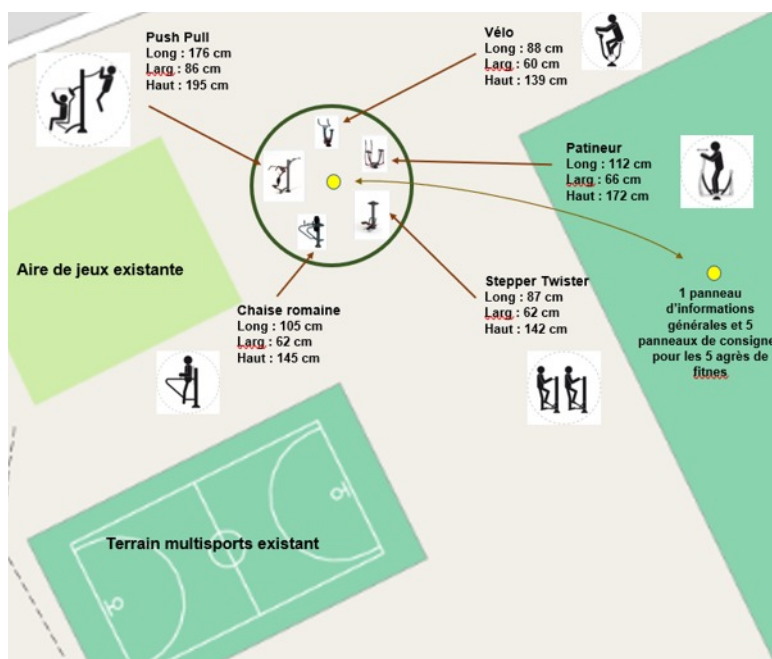 Push Pull
Long : 176 cm
Larg : 86 cm
Haut : 195 cm
Vélo
Long : 88 cm
Larg : 60 cm
Haut : 139 cm
Patineur
Long : 112 cm
Larg : 66 cm
Haut : 172 cm
Aire de jeux existante
Chaise romaine
Long : 105 cm
Larg : 62 cm
Haut : 145 cm
Stepper Twister
Long : 87 cm
Larg : 62 cm
Haut : 142 cm
1 panneau
d'informations
générales et 5
panneaux de consigne
pour les 5 agrès de
fitnes
Terrain multisports existant